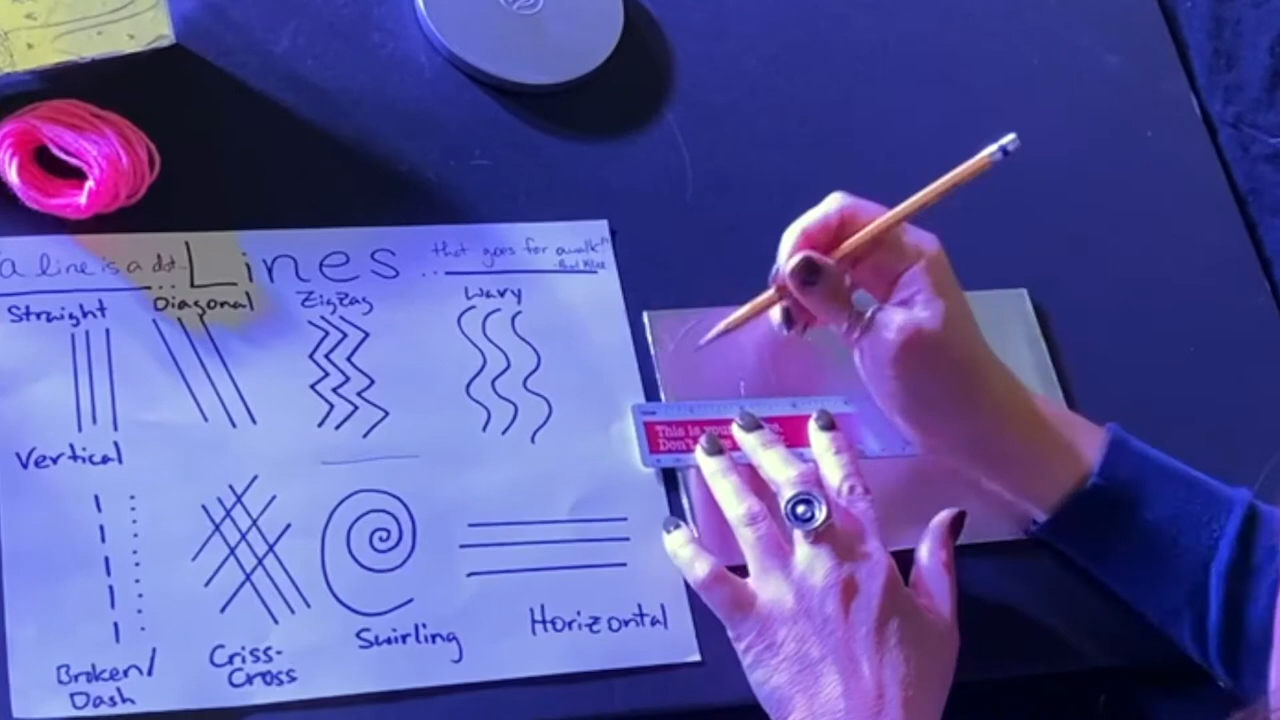 "a line is a dot... Lines ...that goes for a walk!"
-Paul Klee
Straight Diagonal ZigZag Wavy
Vertical
Broken/
Dash
Criss-
Cross
Swirling
Horizontal
This is your
Don't